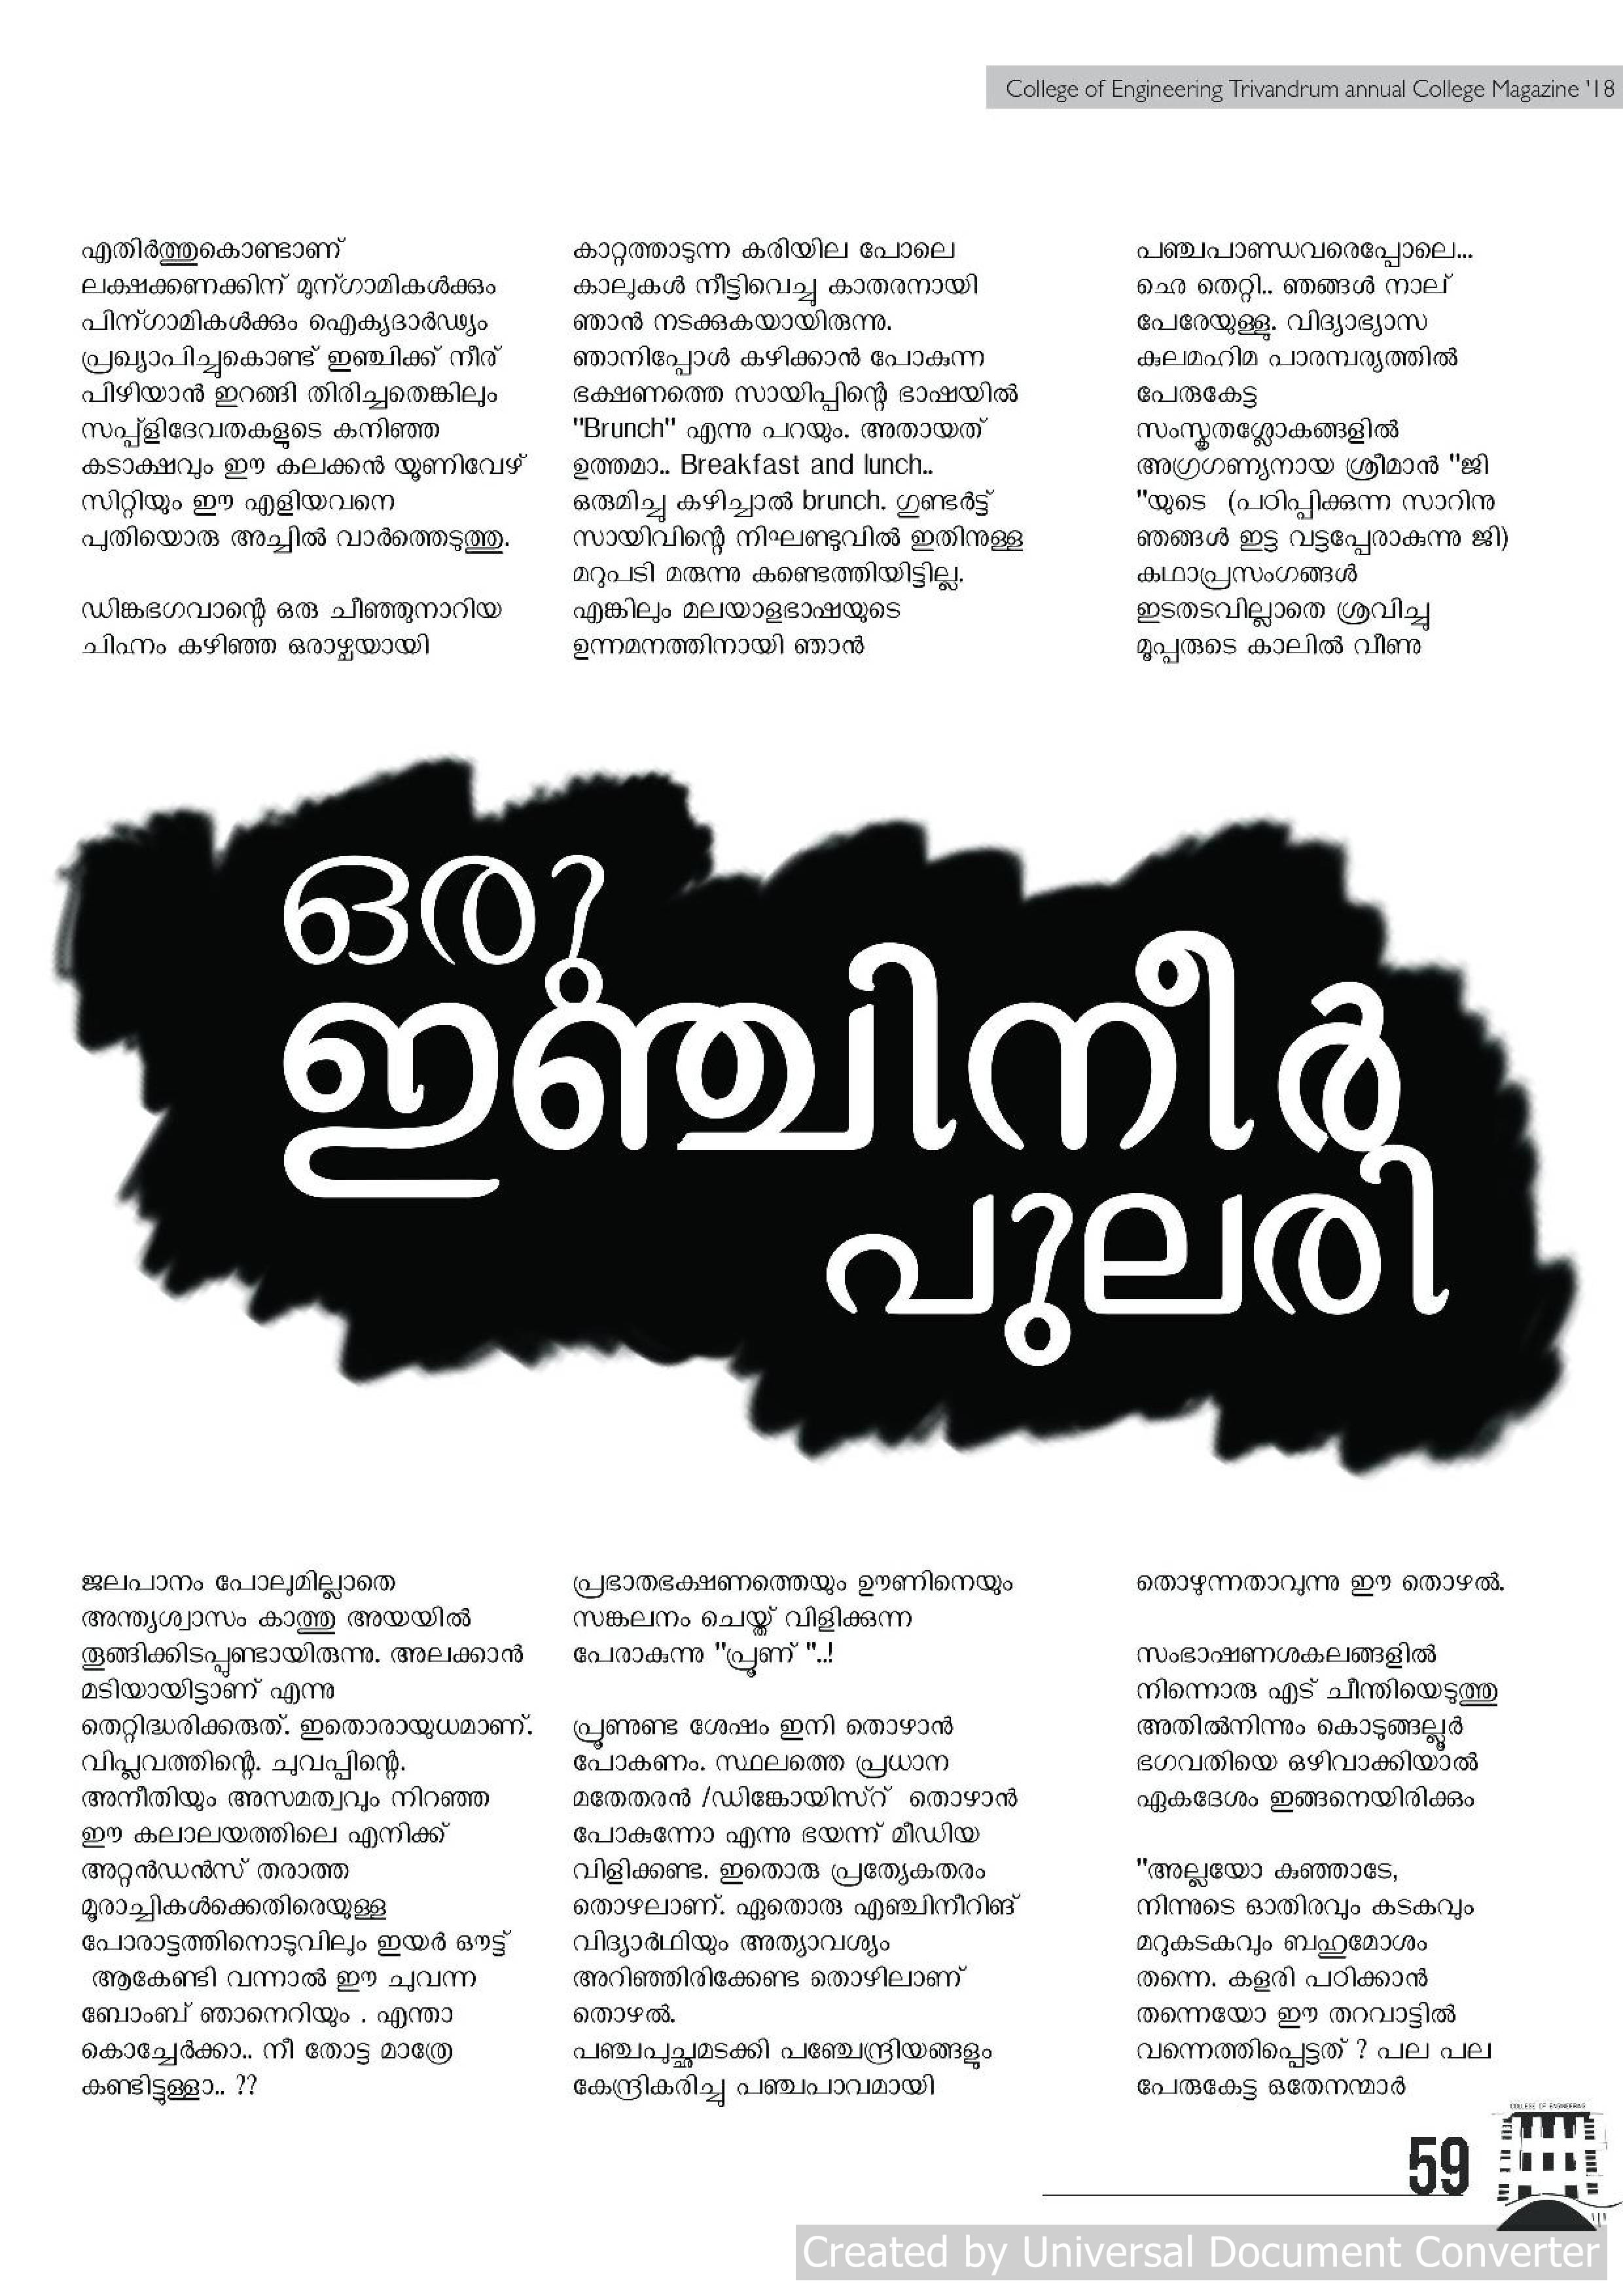 College of Engineering Trivandrum annual College Magazine '18
എതിർത്തുകൊണ്ടാണ്
ലക്ഷക്കണക്കിന് മുന്ഗാമികൾക്കും
പിന്ഗാമികൾക്കും ഐക്യദാർഢ്യം
പ്രഖ്യാപിച്ചുകൊണ്ട് ഇഞ്ചിക്ക് നീര്
പിഴിയാൻ ഇറങ്ങി തിരിച്ചതെങ്കിലും
സപ്പ്ളിദേവതകളുടെ കനിഞ്ഞ
കടാക്ഷവും ഈ കലക്കൻ യൂണിവേഴ്
സിറ്റിയും ഈ എളിയവനെ
പുതിയൊരു അച്ചിൽ വാർത്തെടുത്തു.
ഡിങ്കഭഗവാന്റെ ഒരു ചീഞ്ഞുനാറിയ
ചിഹ്നം കഴിഞ്ഞ ഒരാഴ്ചയായി
ഒരു
ഇഞ്ചിനീർ
പുലരി
ജലപാനം പോലുമില്ലാതെ
അന്ത്യശ്വാസം കാത്തു അയയിൽ
തൂങ്ങിക്കിടപ്പുണ്ടായിരുന്നു. അലക്കാൻ
മടിയായിട്ടാണ് എന്നു
തെറ്റിദ്ധരിക്കരുത്. ഇതൊരായുധമാണ്.
വിപ്ലവത്തിന്റെ. ചുവപ്പിന്റെ.
അനീതിയും അസമത്വവും നിറഞ്ഞ
ഈ കലാലയത്തിലെ എനിക്ക്
അറ്റൻഡൻസ് തരാത്ത
മൂരാച്ചികൾക്കെതിരെയുള്ള
പോരാട്ടത്തിനൊടുവിലും ഇയർ ഔട്ട്
ആകേണ്ടി വന്നാൽ ഈ ചുവന്ന
ബോംബ് ഞാനെറിയും . എന്താ
കൊച്ചേർക്കാ.. നീ തോട്ട മാത്രേ
കണ്ടിട്ടുള്ളാ.. ??
കാറ്റത്താടുന്ന കരിയില പോലെ
കാലുകൾ നീട്ടിവെച്ചു കാതരനായി
ഞാൻ നടക്കുകയായിരുന്നു.
ഞാനിപ്പോൾ കഴിക്കാൻ പോകുന്ന
ഭക്ഷണത്തെ സായിപ്പിന്റെ ഭാഷയിൽ
"Brunch" എന്നു പറയും. അതായത്
ഉത്തമാ.. Breakfast and lunch..
ഒരുമിച്ചു കഴിച്ചാൽ brunch. ഗുണ്ടർട്ട്
സായിവിന്റെ നിഘണ്ടുവിൽ ഇതിനുള്ള
മറുപടി മരുന്നു കണ്ടെത്തിയിട്ടില്ല.
എങ്കിലും മലയാളഭാഷയുടെ
ഉന്നമനത്തിനായി ഞാൻ
പ്രഭാതഭക്ഷണത്തെയും ഊണിനെയും
സങ്കലനം ചെയ്ത് വിളിക്കുന്ന
പേരാകുന്നു "പ്രൂണ് "..!
പ്രൂണുണ്ട ശേഷം ഇനി തൊഴാൻ
പോകണം. സ്ഥലത്തെ പ്രധാന
മതേതരൻ /ഡിങ്കോയിസ്റ് തൊഴാൻ
പോകുന്നോ എന്നു ഭയന്ന് മീഡിയ
വിളിക്കണ്ട. ഇതൊരു പ്രത്യേകതരം
തൊഴലാണ്. ഏതൊരു എഞ്ചിനീറിങ്
വിദ്യാർഥിയും അത്യാവശ്യം
അറിഞ്ഞിരിക്കേണ്ട തൊഴിലാണ്
തൊഴൽ.
പഞ്ചപുച്ഛമടക്കി പഞ്ചേന്ദ്രിയങ്ങളും
കേന്ദ്രികരിച്ചു പഞ്ചപാവമായി
പഞ്ചപാണ്ഡവരെപ്പോലെ...
ഛെ തെറ്റി.. ഞങ്ങൾ നാല്
പേരേയുള്ളു. വിദ്യാഭ്യാസ
കുലമഹിമ പാരമ്പര്യത്തിൽ
പേരുകേട്ട
സംസ്കൃതശ്ലോകങ്ങളിൽ
അഗ്രഗണ്യനായ ശ്രീമാൻ "ജി
"യുടെ (പഠിപ്പിക്കുന്ന സാറിനു
ഞങ്ങൾ ഇട്ട വട്ടപ്പേരാകുന്നു ജി)
കഥാപ്രസംഗങ്ങൾ
ഇടതടവില്ലാതെ ശ്രവിച്ചു
മൂപ്പരുടെ കാലിൽ വീണു
തൊഴുന്നതാവുന്നു ഈ തൊഴൽ.
സംഭാഷണശകലങ്ങളിൽ
നിന്നൊരു എട് ചീന്തിയെടുത്തു
അതിൽനിന്നും കൊടുങ്ങല്ലൂർ
ഭഗവതിയെ ഒഴിവാക്കിയാൽ
ഏകദേശം ഇങ്ങനെയിരിക്കും
"അല്ലയോ കുഞ്ഞാടേ,
നിന്നുടെ ഓതിരവും കടകവും
മറുകടകവും ബഹുമോശം
തന്നെ. കളരി പഠിക്കാൻ
തന്നെയോ ഈ തറവാട്ടിൽ
വന്നെത്തിപ്പെട്ടത് ? പല പല
പേരുകേട്ട ഒതേനന്മാർ
COLLEGE OF ENGINEERING
59
Created by Universal Document Converter